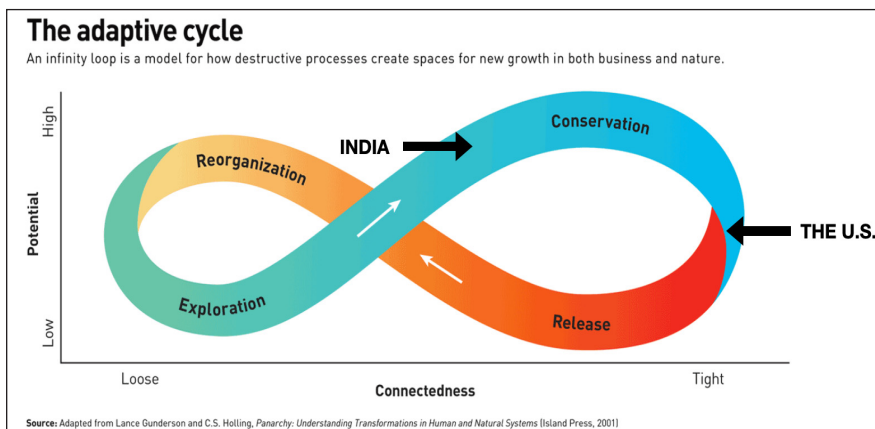 The adaptive cycle
An infinity loop is a model for how destructive processes create spaces for new growth in both business and nature.
High
Potential
Low
Reorganization
INDIA
Conservation
THE U.S.
Exploration
Release
Loose
Connectedness
Tight
Source: Adapted from Lance Gunderson and C.S. Holling, Panarchy: Understanding Transformations in Human and Natural Systems (Island Press, 2001)